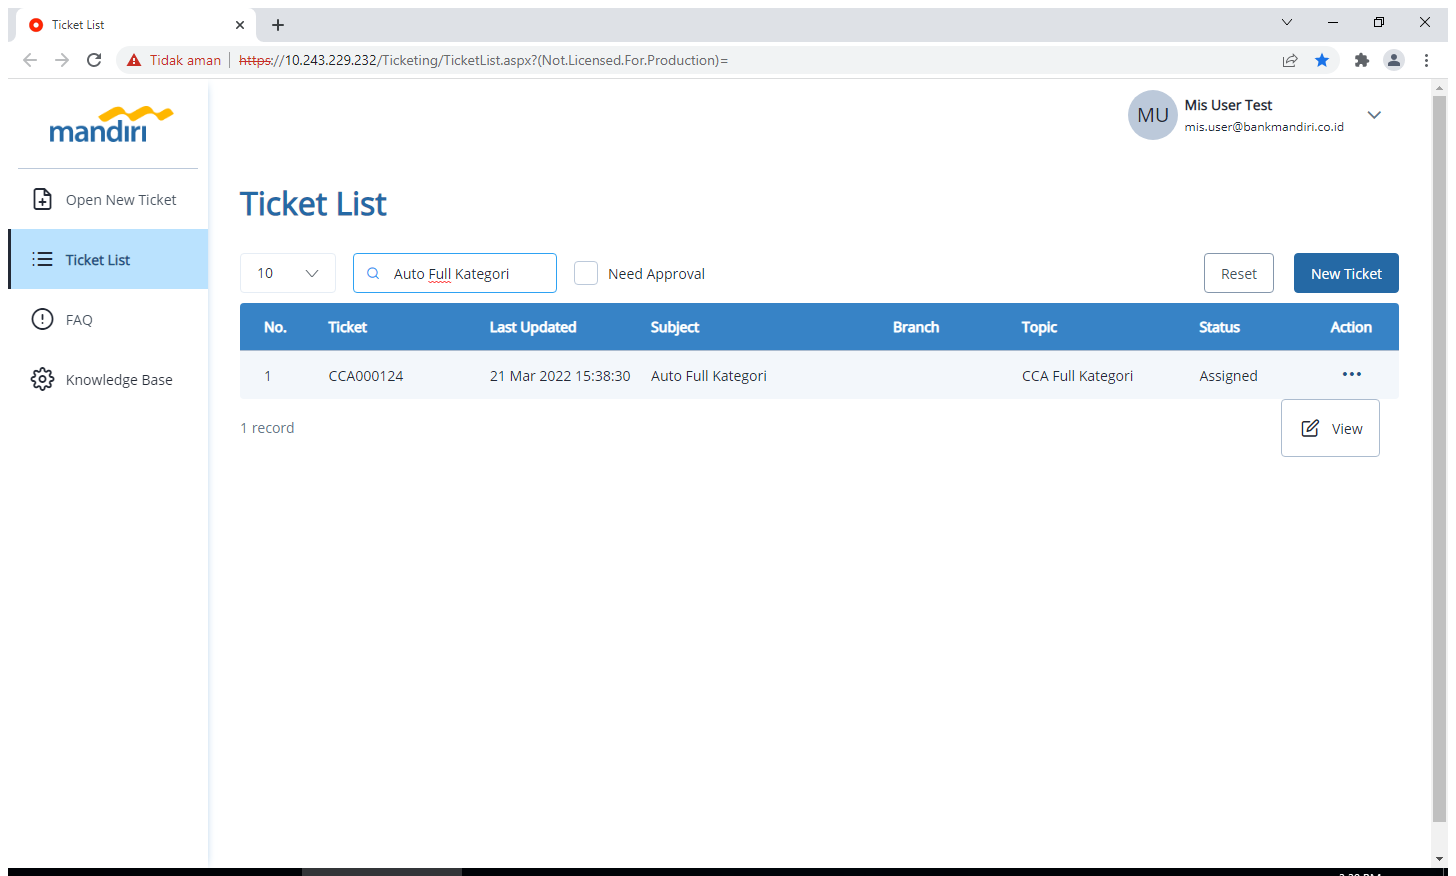 Ticket List
Tidak aman https://10.243.229.232/Ticketing/TicketList.aspx?(Not.Licensed.For.Production)=
mandiri
MU Mis User Test
mis.user@bankmandiri.co.id
Open New Ticket
Ticket List
FAQ
Knowledge Base
Ticket List
10 Auto Full Kategori Need Approval Reset New Ticket
No. Ticket Last Updated Subject Branch Topic Status Action
1 CCA000124 21 Mar 2022 15:38:30 Auto Full Kategori CCA Full Kategori Assigned
1 record
View